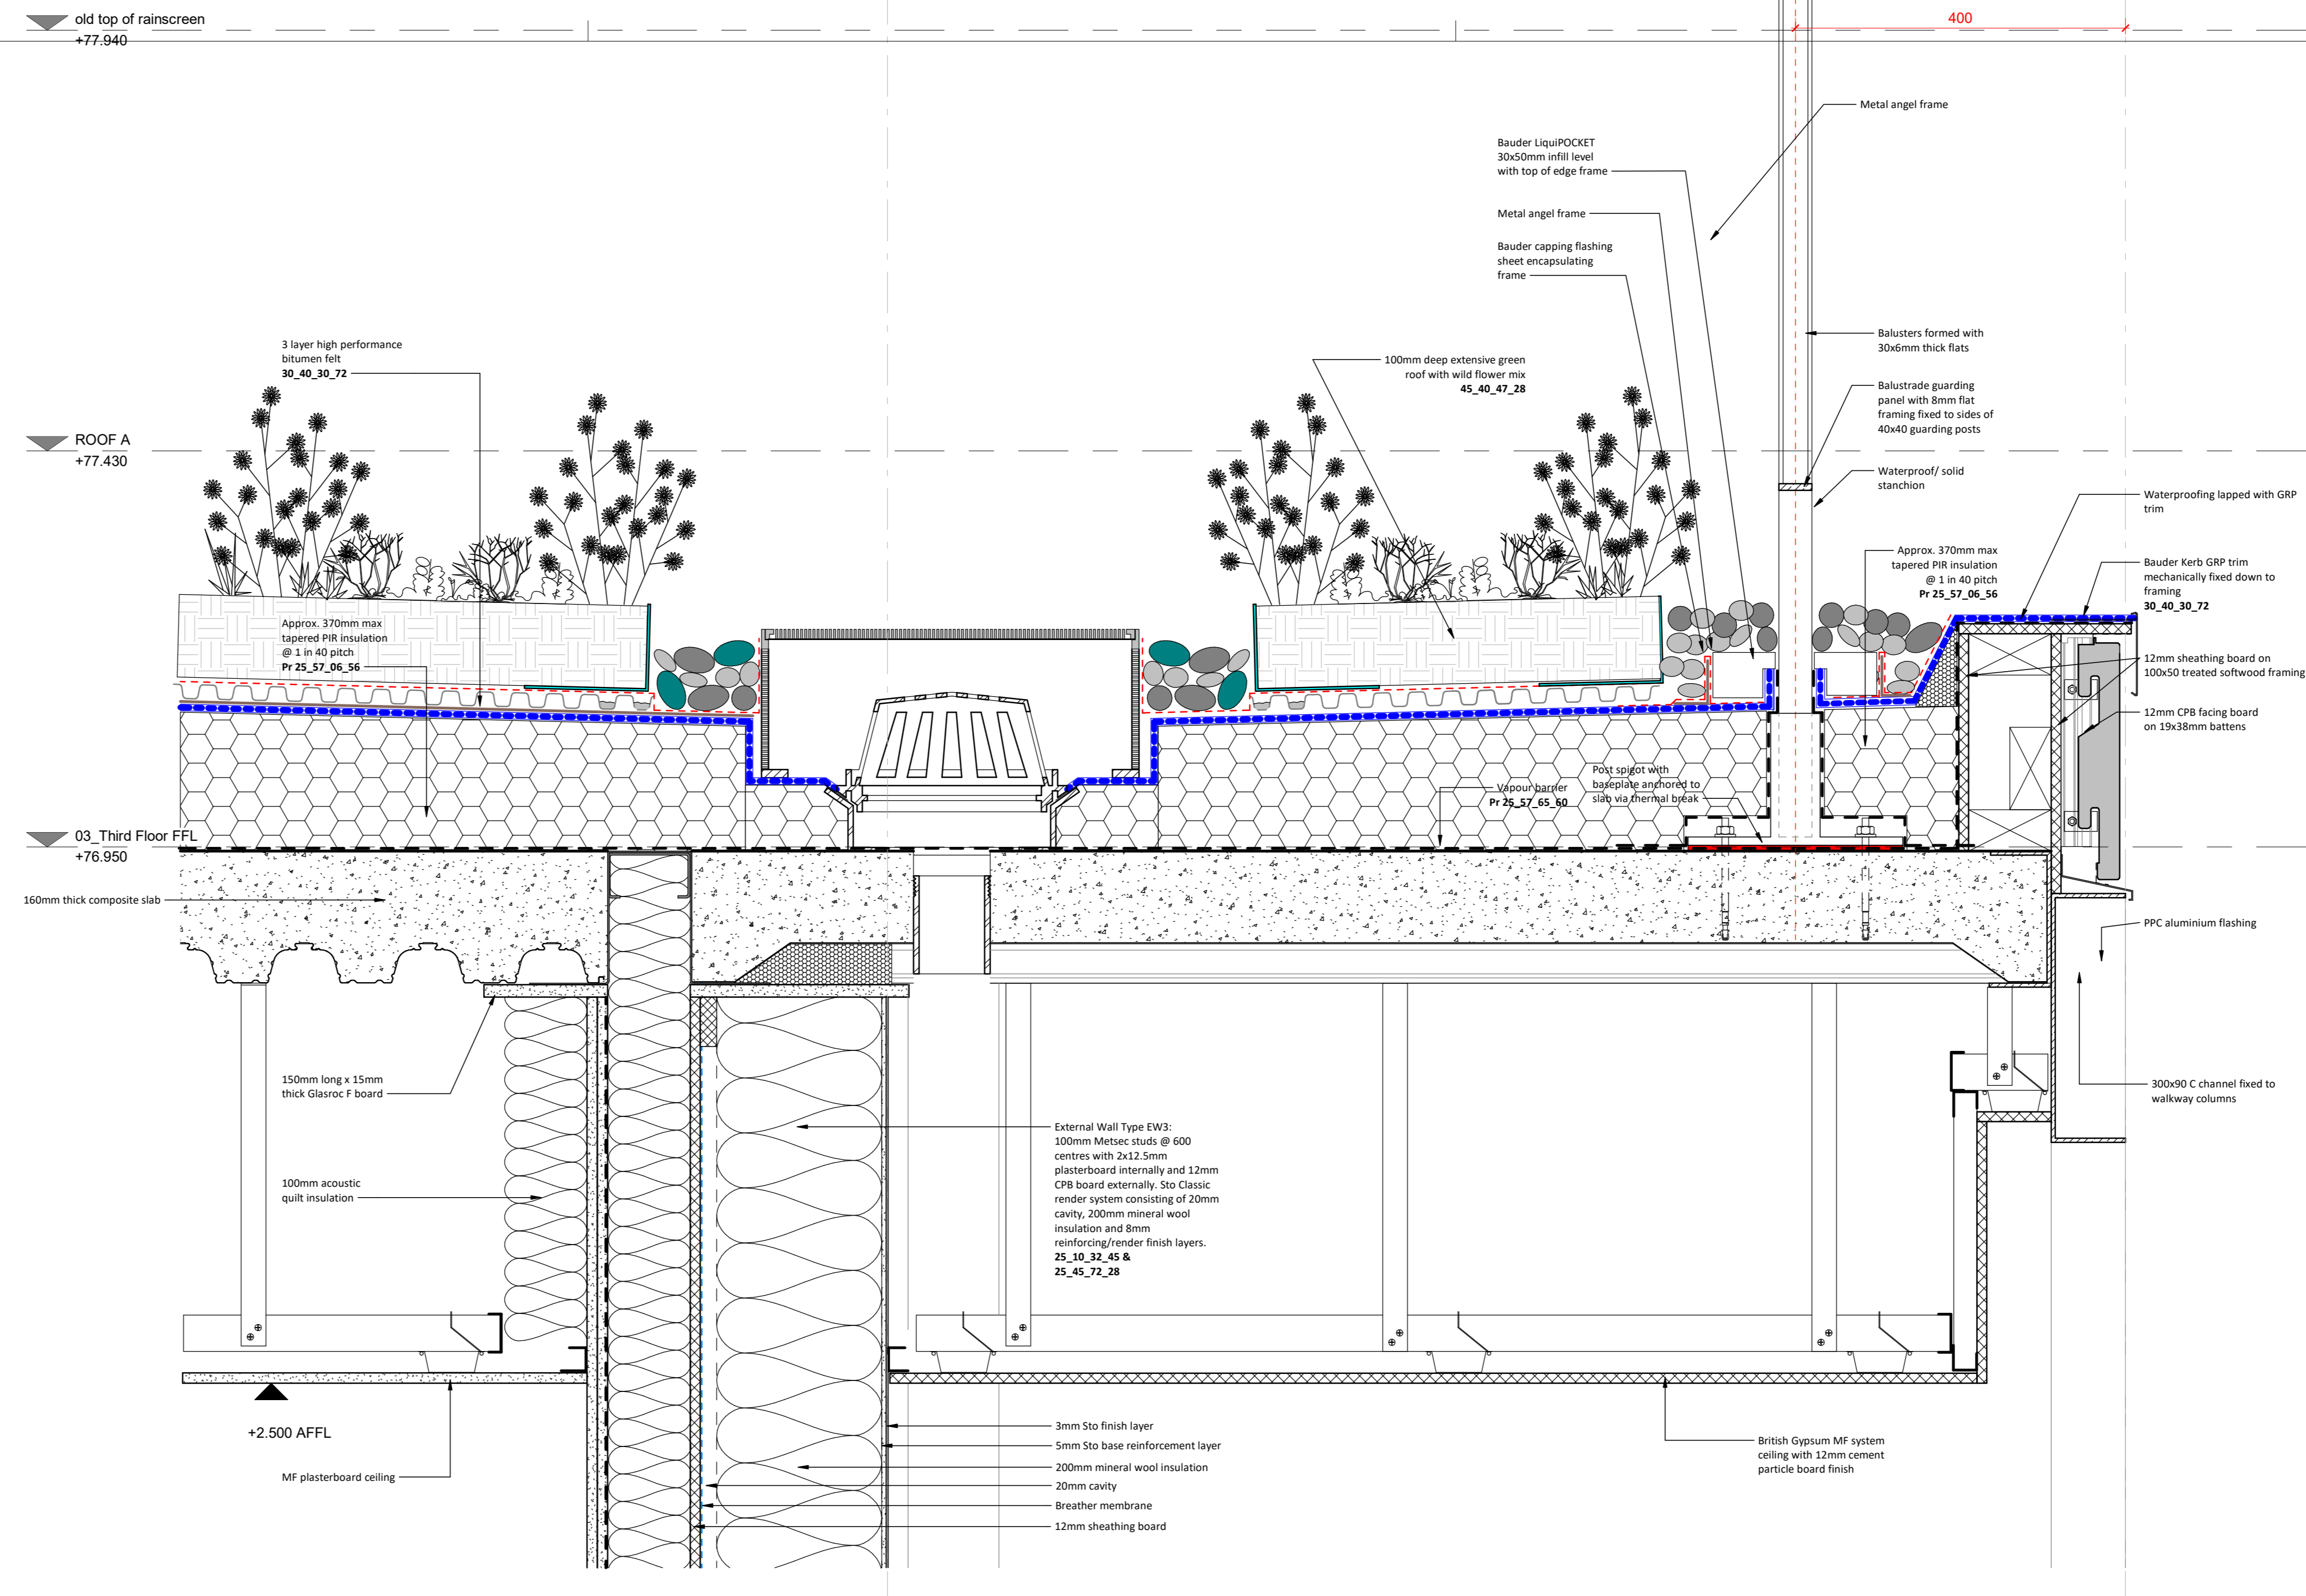 old top of rainscreen
+77.940
400
Metal angel frame
Bauder LiquiPOCKET
30x50mm infill level
with top of edge frame
Metal angel frame
Bauder capping flashing
sheet encapsulating
frame
3 layer high performance
bitumen felt
30_40_30_72
100mm deep extensive green
roof with wild flower mix
45_40_47_28
Balusters formed with
30x6mm thick flats
Balustrade guarding
panel with 8mm flat
framing fixed to sides of
40x40 guarding posts
ROOF A
+77.430
Waterproof/ solid
stanchion
Waterproofing lapped with GRP
trim
Approx. 370mm max
tapered PIR insulation
@ 1 in 40 pitch
Pr 25_57_06_56
Bauder Kerb GRP trim
mechanically fixed down to
framing
30_40_30_72
Approx. 370mm max
tapered PIR insulation
@ 1 in 40 pitch
Pr 25_57_06_56
12mm sheathing board on
100x50 treated softwood framing
12mm CPB facing board
on 19x38mm battens
Post spigot with
baseplate anchored to
slab via thermal break
Vapour barrier
Pr 25_57_65_60
03_Third Floor FFL
+76.950
160mm thick composite slab
PPC aluminium flashing
150mm long x 15mm
thick Glasroc F board
300x90 C channel fixed to
walkway columns
External Wall Type EW3:
100mm Metsec studs @ 600
centres with 2x12.5mm
plasterboard internally and 12mm
CPB board externally. Sto Classic
render system consisting of 20mm
cavity, 200mm mineral wool
insulation and 8mm
reinforcing/render finish layers.
25_10_32_45 &
25_45_72_28
100mm acoustic
quilt insulation
+2.500 AFFL
MF plasterboard ceiling
3mm Sto finish layer
5mm Sto base reinforcement layer
200mm mineral wool insulation
20mm cavity
Breather membrane
12mm sheathing board
British Gypsum MF system
ceiling with 12mm cement
particle board finish